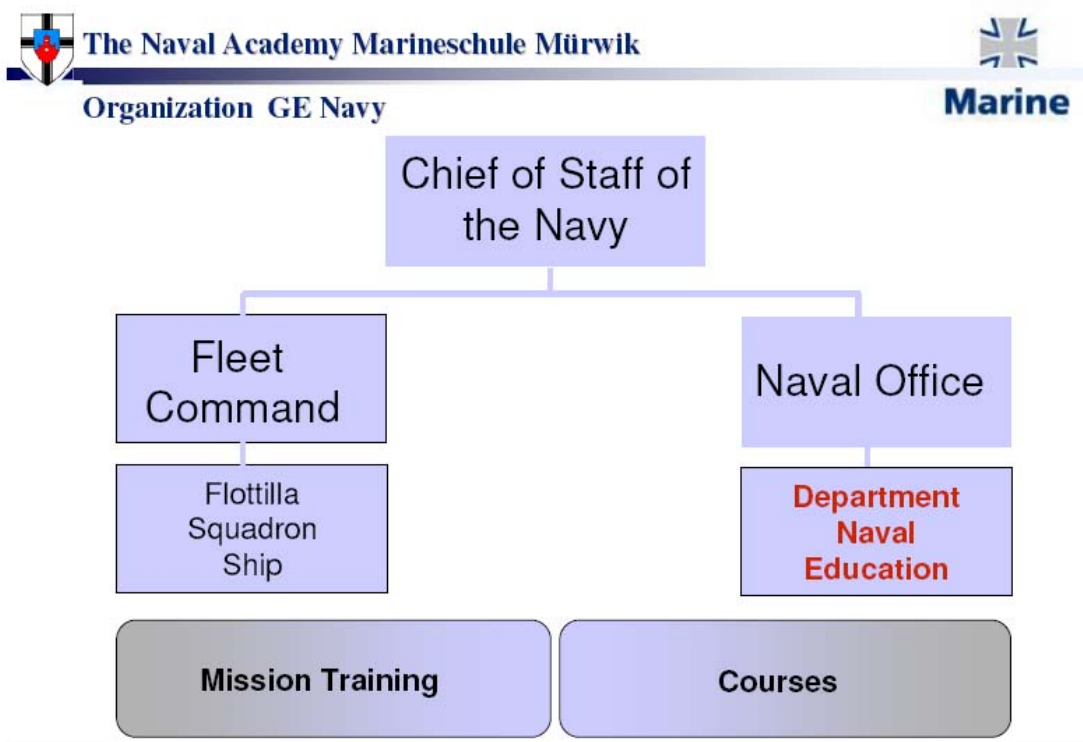 The Naval Academy Marineschule Mürwik
Organization GE Navy
Marine
Chief of Staff of
the Navy
Fleet
Command
Naval Office
Flottilla
Squadron
Ship
Department
Naval
Education
Mission Training
Courses